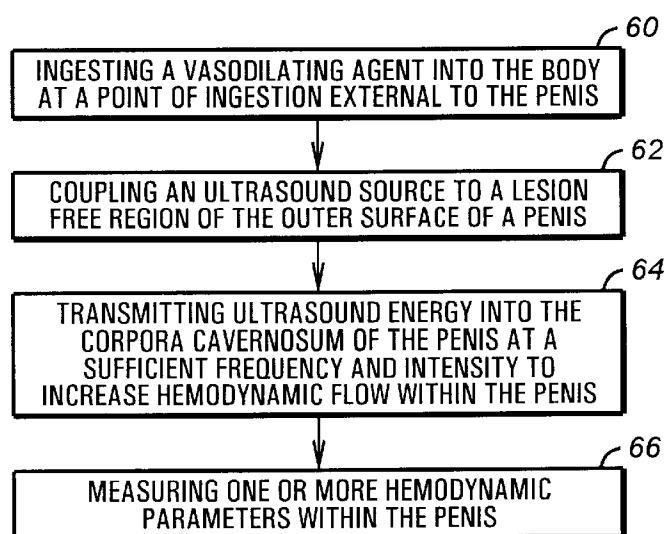 60
INGESTING A VASODILATING AGENT INTO THE BODY
AT A POINT OF INGESTION EXTERNAL TO THE PENIS
62
COUPLING AN ULTRASOUND SOURCE TO A LESION
FREE REGION OF THE OUTER SURFACE OF A PENIS
64
TRANSMITTING ULTRASOUND ENERGY INTO THE
CORPORA CAVERNOSUM OF THE PENIS AT A
SUFFICIENT FREQUENCY AND INTENSITY TO
INCREASE HEMODYNAMIC FLOW WITHIN THE PENIS
66
MEASURING ONE OR MORE HEMODYNAMIC
PARAMETERS WITHIN THE PENIS